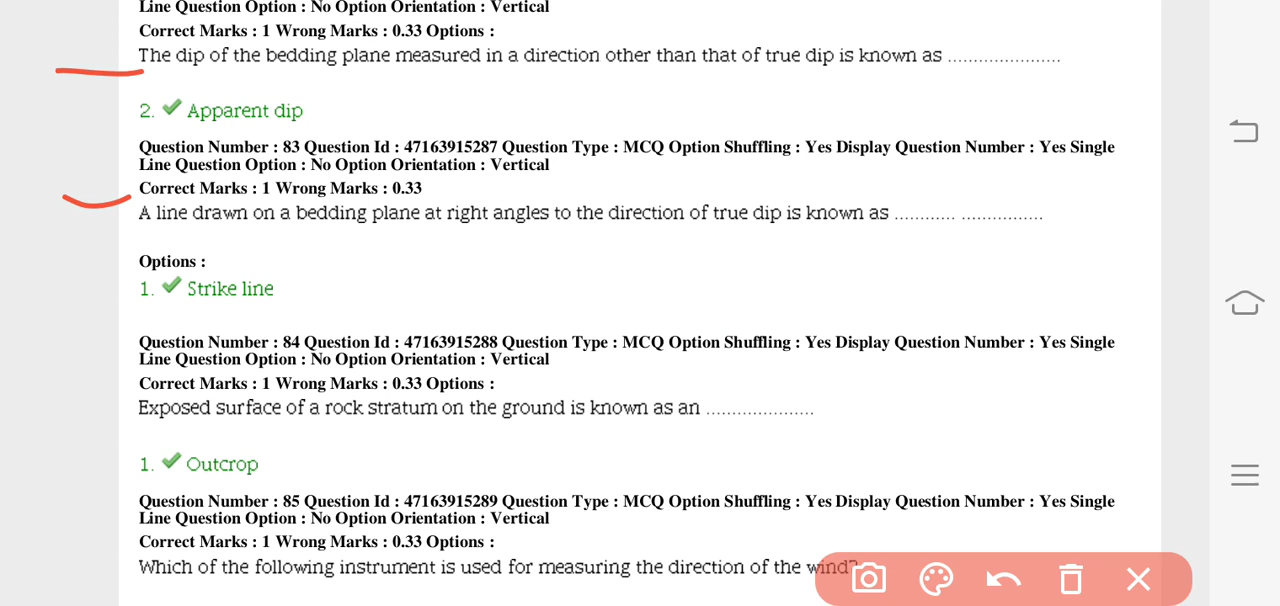 Line Question Option : No Option Orientation : Vertical
Correct Marks : 1 Wrong Marks : 0.33 Options :
The dip of the bedding plane measured in a direction other than that of true dip is known as ......................
2. Apparent dip
Question Number : 83 Question Id : 47163915287 Question Type : MCQ Option Shuffling : Yes Display Question Number : Yes Single
Line Question Option : No Option Orientation : Vertical
Correct Marks : 1 Wrong Marks : 0.33
A line drawn on a bedding plane at right angles to the direction of true dip is known as ............ ................
Options :
1. Strike line
Question Number : 84 Question Id : 47163915288 Question Type : MCQ Option Shuffling : Yes Display Question Number : Yes Single
Line Question Option : No Option Orientation : Vertical
Correct Marks : 1 Wrong Marks : 0.33 Options :
Exposed surface of a rock stratum on the ground is known as an .....................
1. Outcrop
Question Number : 85 Question Id : 47163915289 Question Type : MCQ Option Shuffling : Yes Display Question Number : Yes Single
Line Question Option : No Option Orientation : Vertical
Correct Marks : 1 Wrong Marks : 0.33 Options :
Which of the following instrument is used for measuring the direction of the wind?